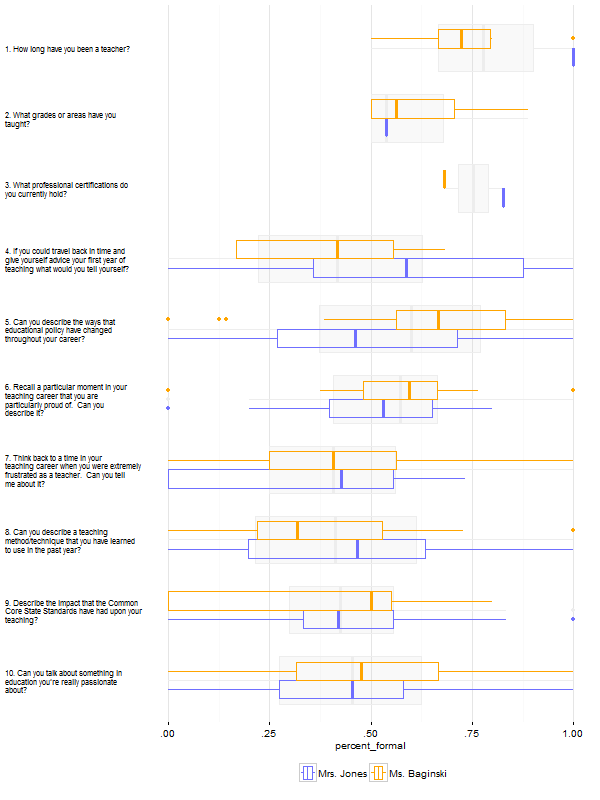 1. How long have you been a teacher?
2. What grades or areas have you
taught?
3. What professional certifications do
you currently hold?
4. If you could travel back in time and
give yourself advice your first year of
teaching what would you tell yourself?
5. Can you describe the ways that
educational policy have changed
throughout your career?
6. Recall a particular moment in your
teaching career that you are
particularly proud of.  Can you
describe it?
7. Think back to a time in your
teaching career when you were extremely
frustrated as a teacher.  Can you tell
me about it?
8. Can you describe a teaching
method/technique that you have learned
to use in the past year?
9. Describe the impact that the Common
Core State Standards have had upon your
teaching?
10. Can you talk about something in
education you're really passionate
about?
.00 .25 .50 .75 1.00
percent_formal
Mrs. Jones Ms. Baginski